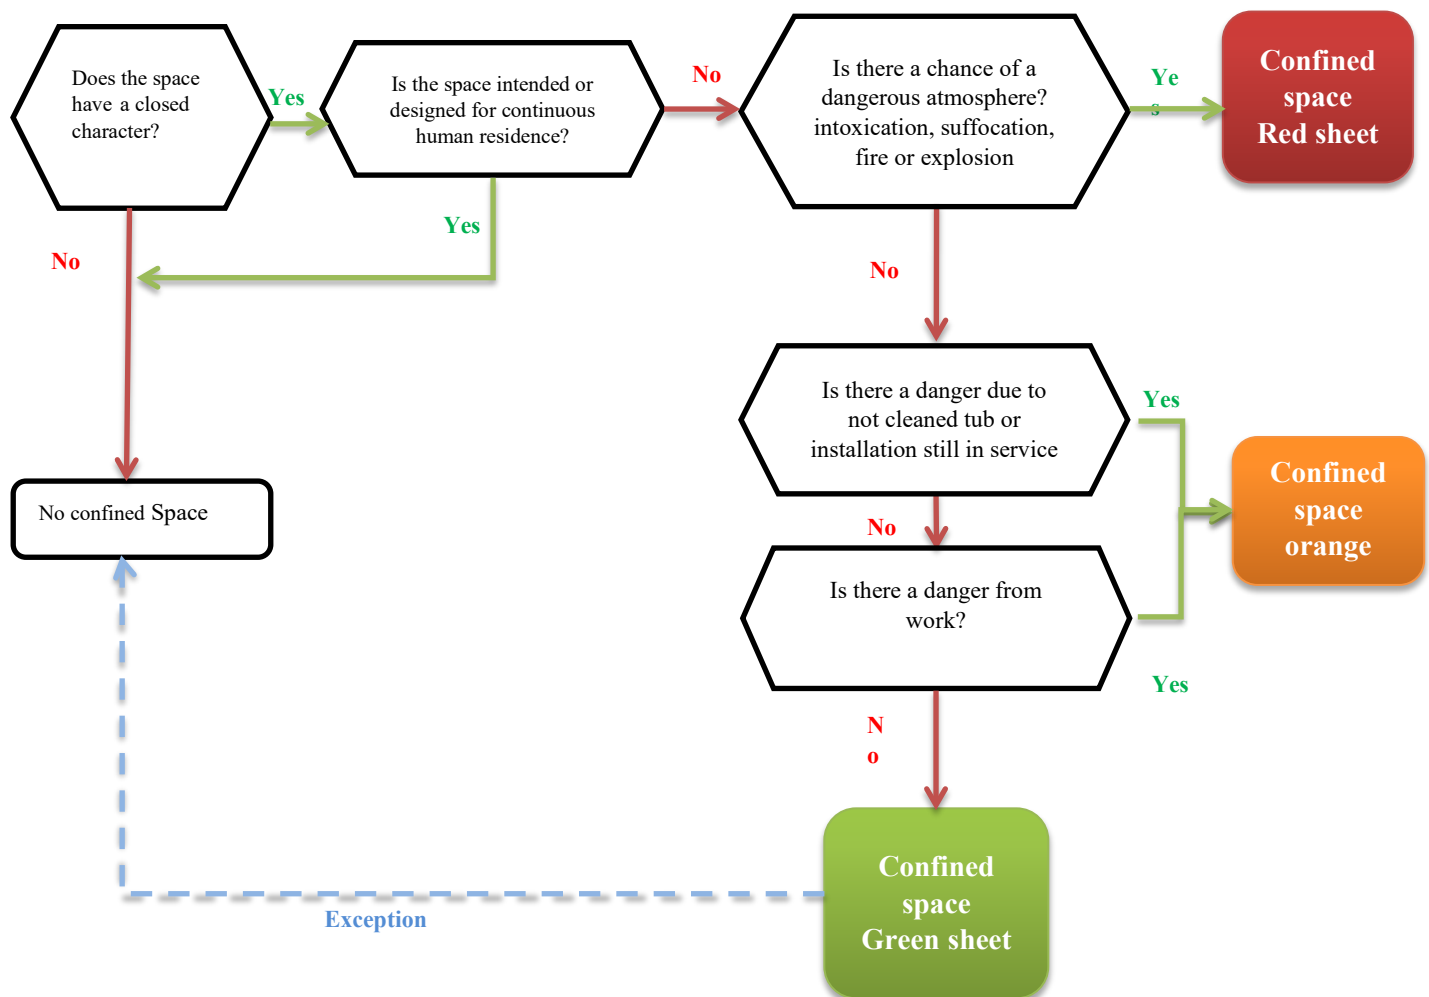 Does the space
have a closed
character?
Yes
Is the space intended or
designed for continuous
human residence?
No
Is there a chance of a
dangerous atmosphere?
intoxication, suffocation,
fire or explosion
Ye
s
Confined
space
Red sheet
No
Yes
No
Is there a danger due to
not cleaned tub or
installation still in service
Yes
Confined
space
orange
No confined Space
No
Is there a danger from
work?
Yes
N
o
Confined
space
Green sheet
Exception